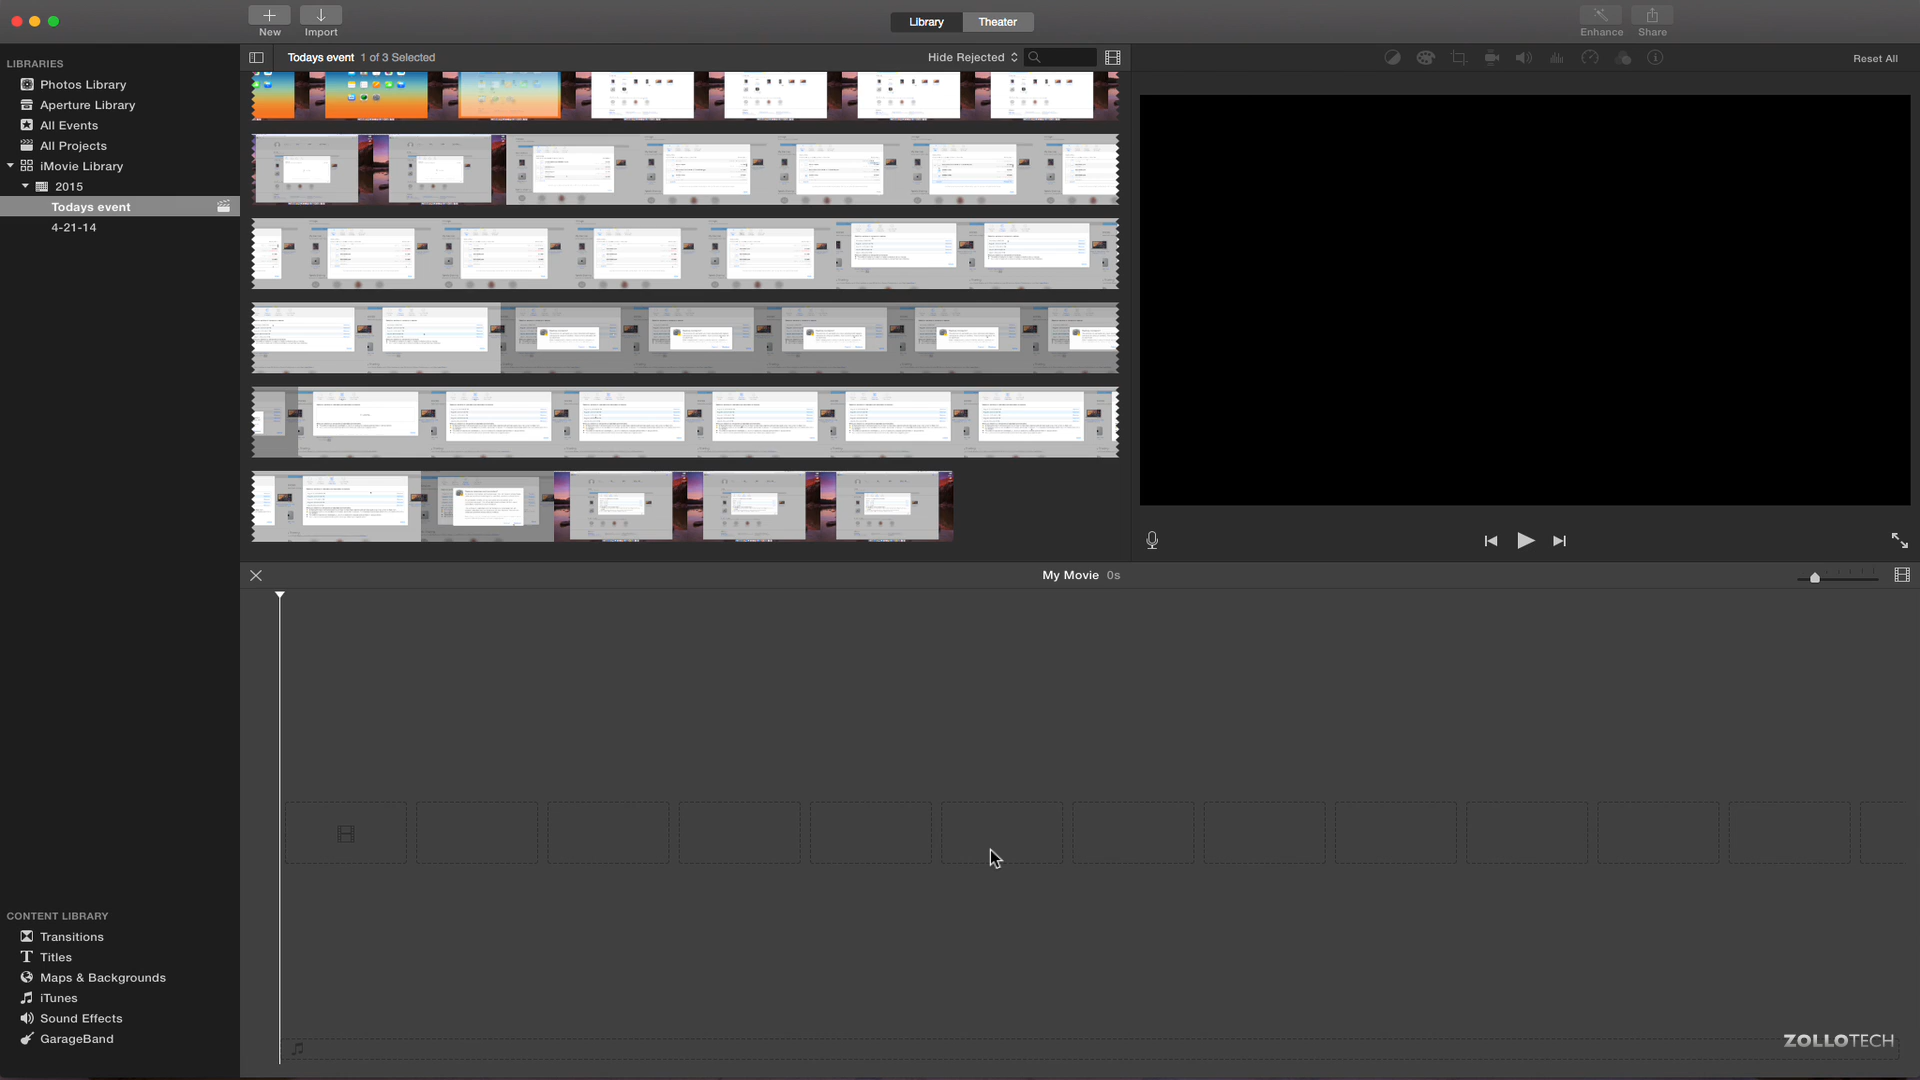 New
Import
Library
Theater
Enhance
Share
LIBRARIES
Photos Library
Aperture Library
All Events
All Projects
iMovie Library
2015
Todays event
4-21-14
Todays event 1 of 3 Selected
Hide Rejected
Reset All
My Movie 0s
CONTENT LIBRARY
Transitions
Titles
Maps & Backgrounds
iTunes
Sound Effects
GarageBand
ZOLLOTECH